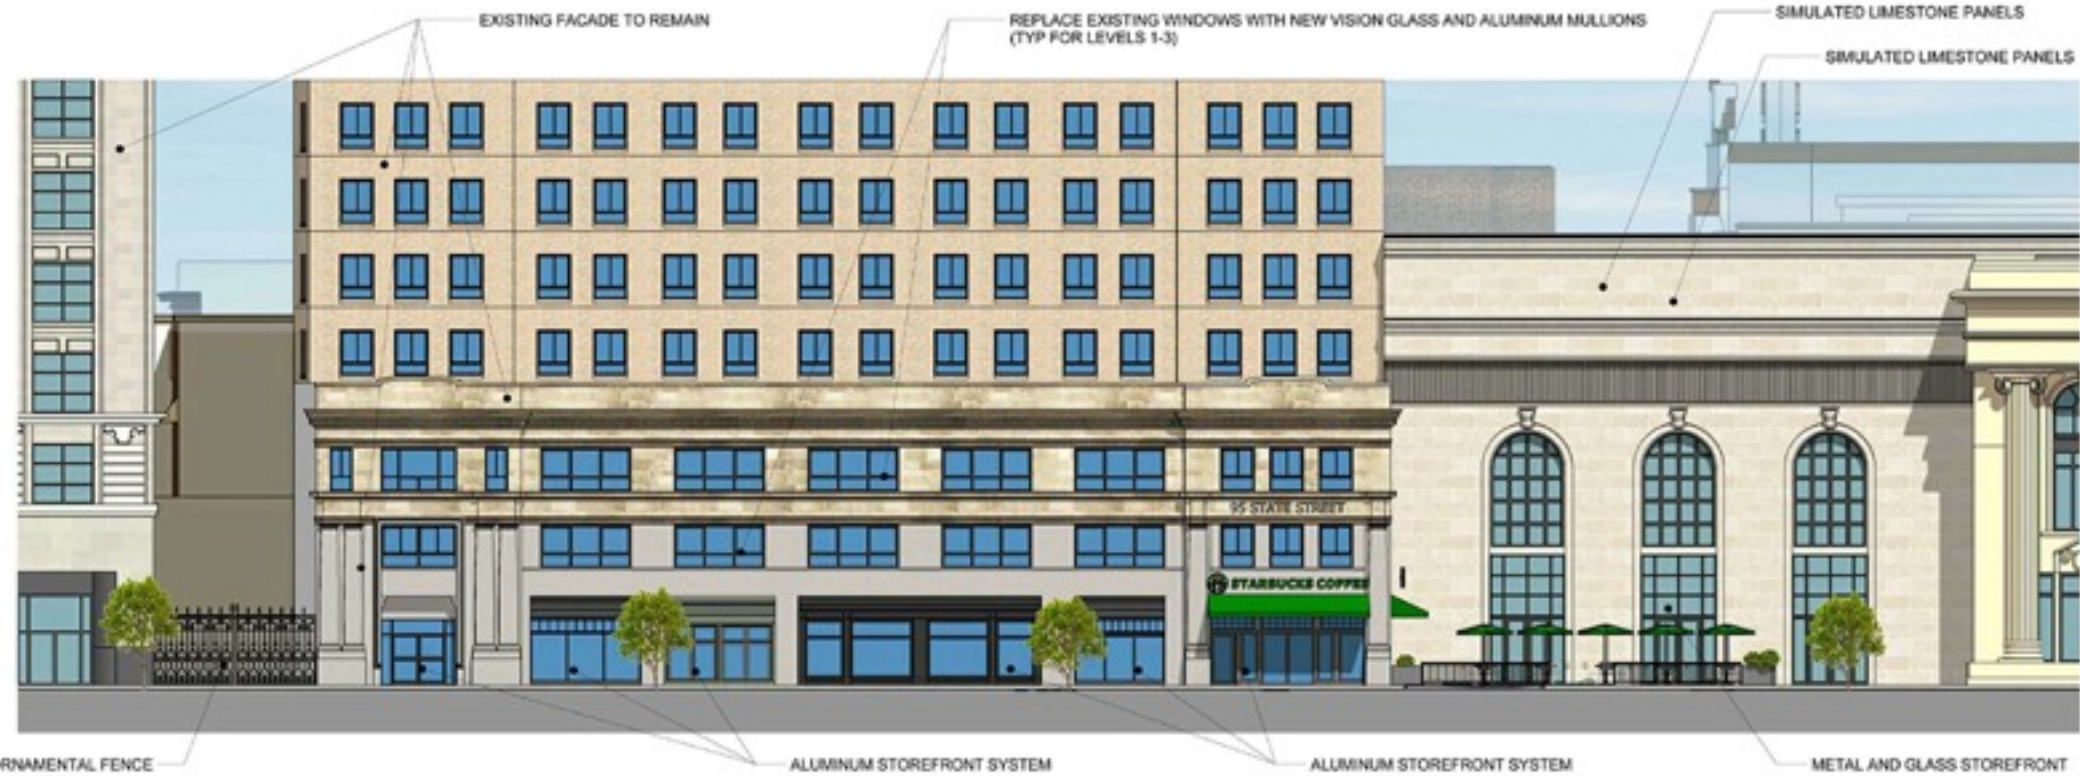 EXISTING FACADE TO REMAIN
REPLACE EXISTING WINDOWS WITH NEW VISION GLASS AND ALUMINUM MULLIONS
(TYP FOR LEVELS 1-3)
SIMULATED LIMESTONE PANELS
SIMULATED LIMESTONE PANELS
95 STATE STREET
STARBUCKS COFFEE
RNAMENTAL FENCE
ALUMINUM STOREFRONT SYSTEM
ALUMINUM STOREFRONT SYSTEM
METAL AND GLASS STOREFRONT